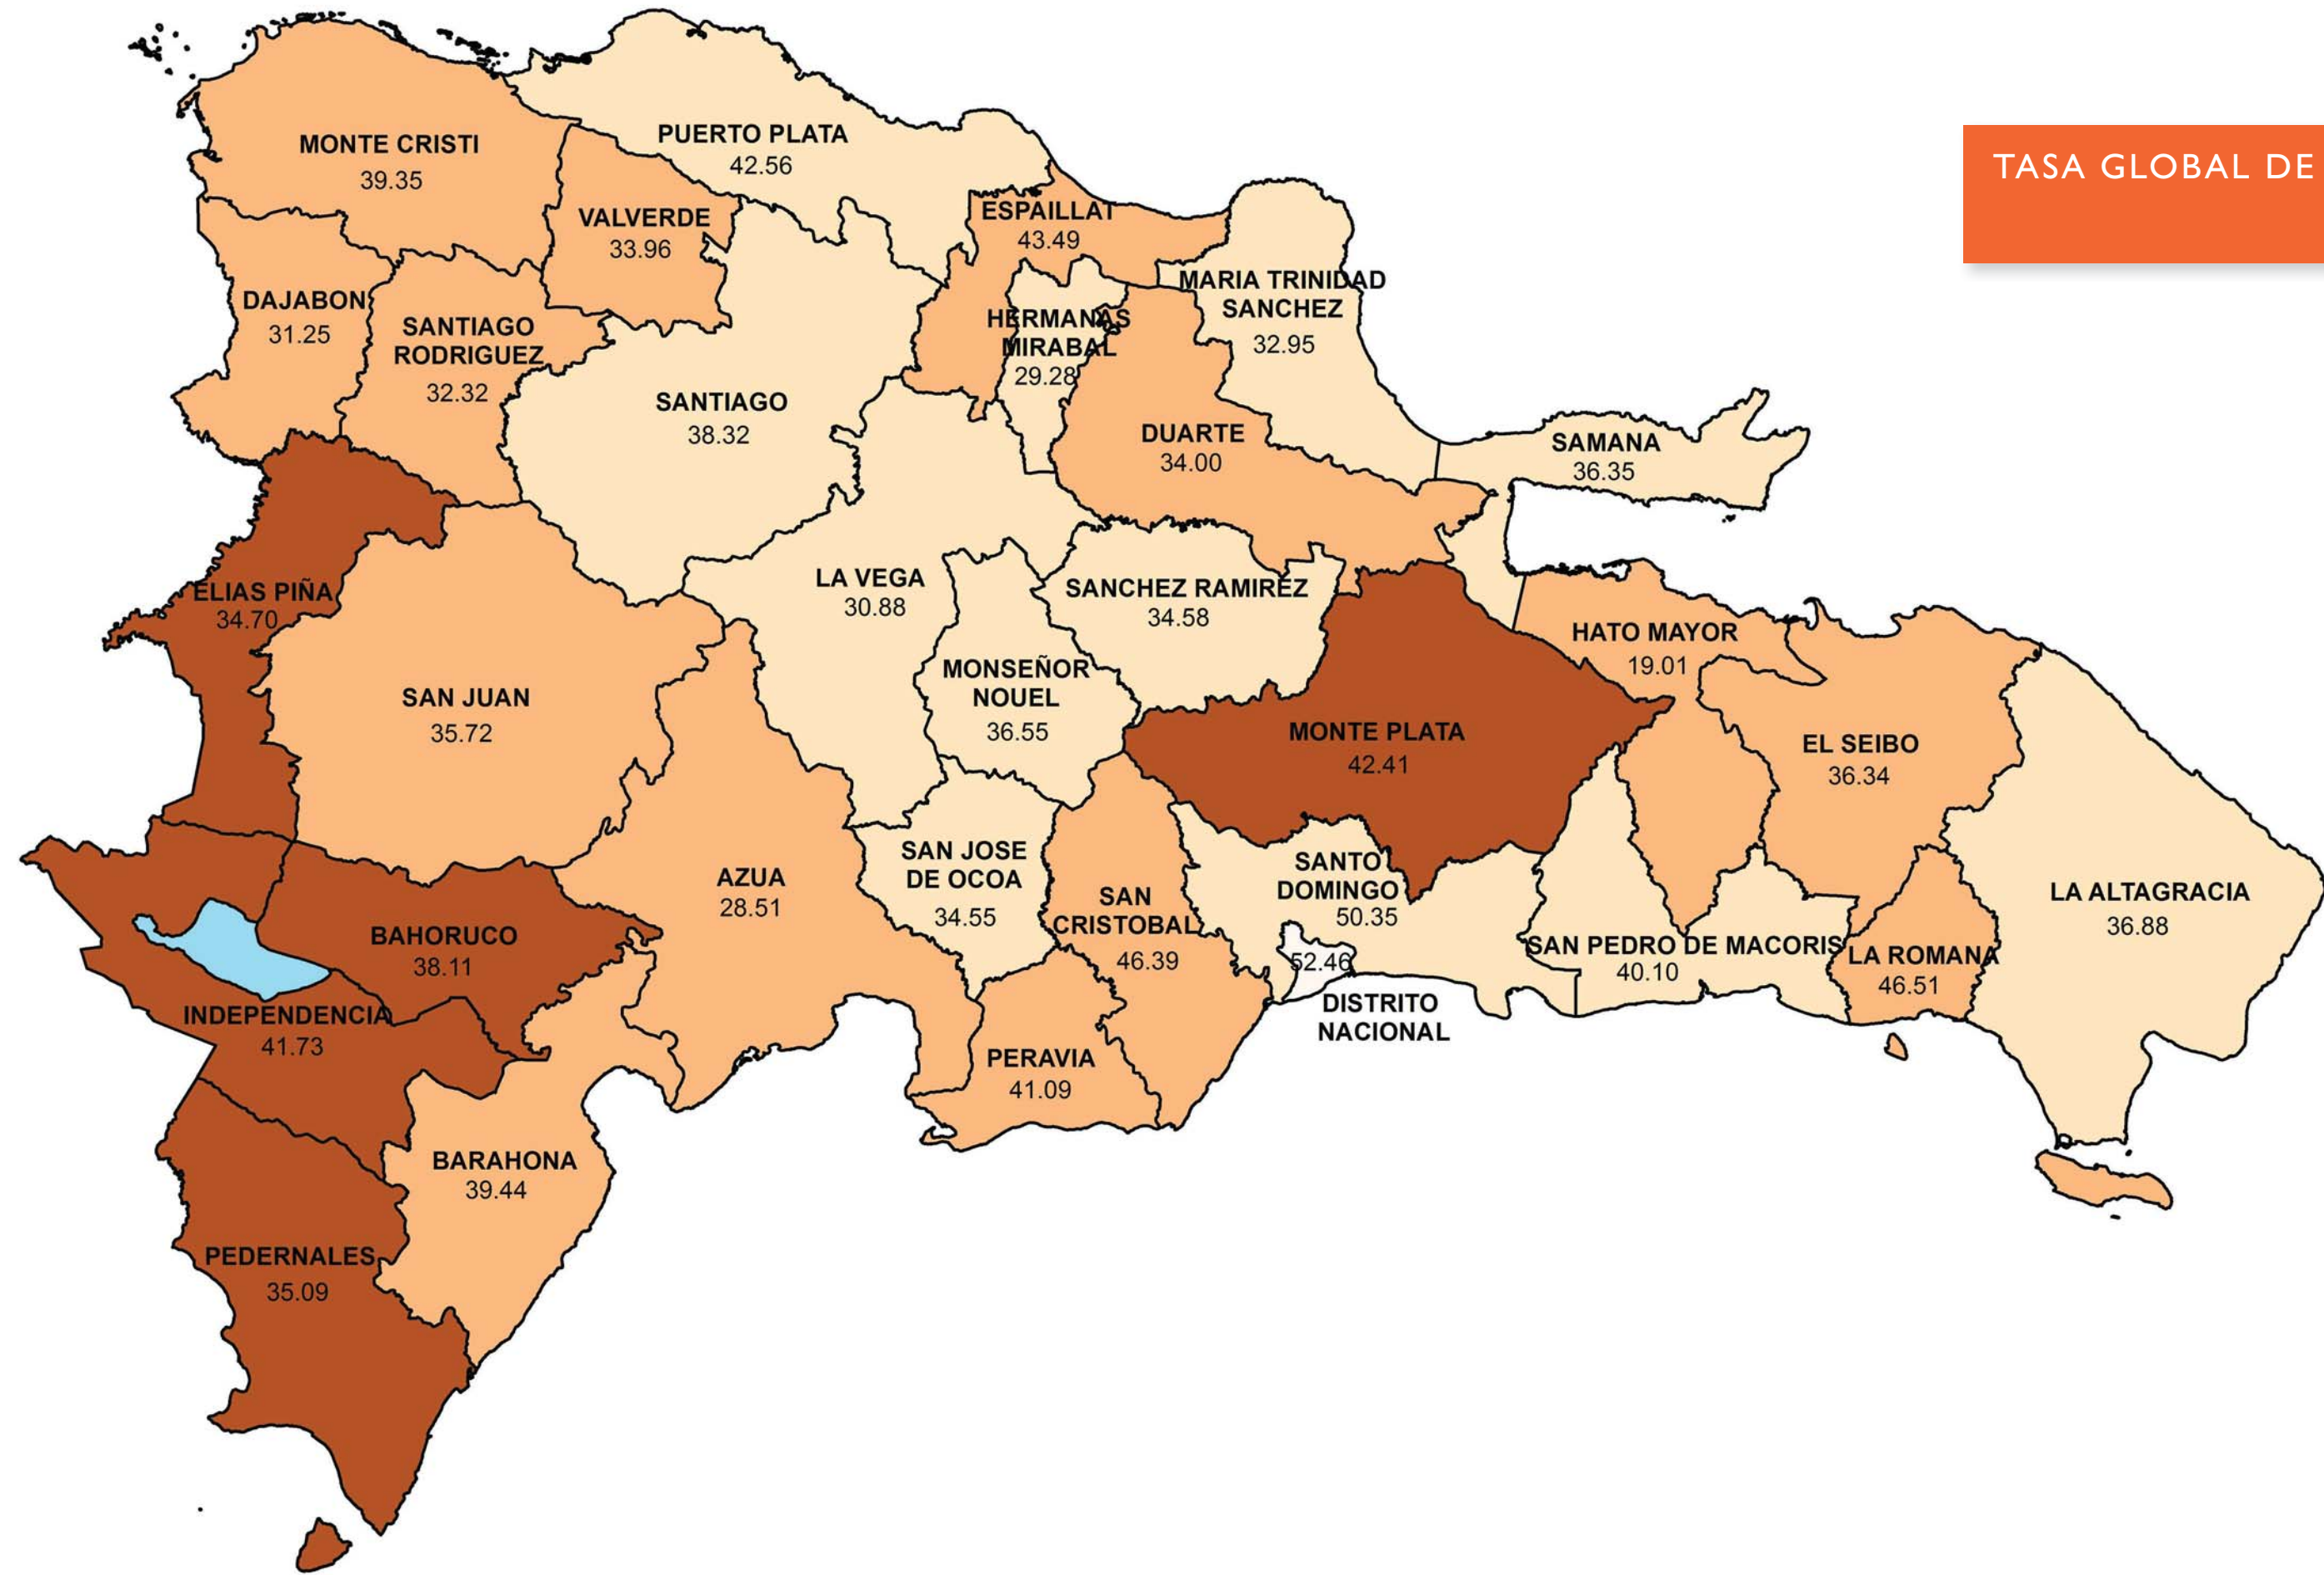 TASA GLOBAL DE
MONTE CRISTI
39.35
PUERTO PLATA
42.56
VALVERDE
33.96
ESPAILLAT
43.49
MARIA TRINIDAD
SANCHEZ
32.95
DAJABON
31.25
SANTIAGO
RODRIGUEZ
32.32
HERMANAS
MIRABAL
29.28
SANTIAGO
38.32
DUARTE
34.00
SAMANA
36.35
ELIAS PIÑA
34.70
LA VEGA
30.88
SANCHEZ RAMIREZ
34.58
HATO MAYOR
19.01
SAN JUAN
35.72
MONSEÑOR
NOUEL
36.55
MONTE PLATA
42.41
EL SEIBO
36.34
AZUA
28.51
SAN JOSE
DE OCOA
34.55
SAN
CRISTOBAL
46.39
SANTO
DOMINGO
50.35
LA ALTAGRACIA
36.88
BAHORUCO
38.11
SAN PEDRO DE MACORIS
40.10
LA ROMANA
46.51
52.46
DISTRITO
NACIONAL
INDEPENDENCIA
41.73
PERAVIA
41.09
BARAHONA
39.44
PEDERNALES
35.09